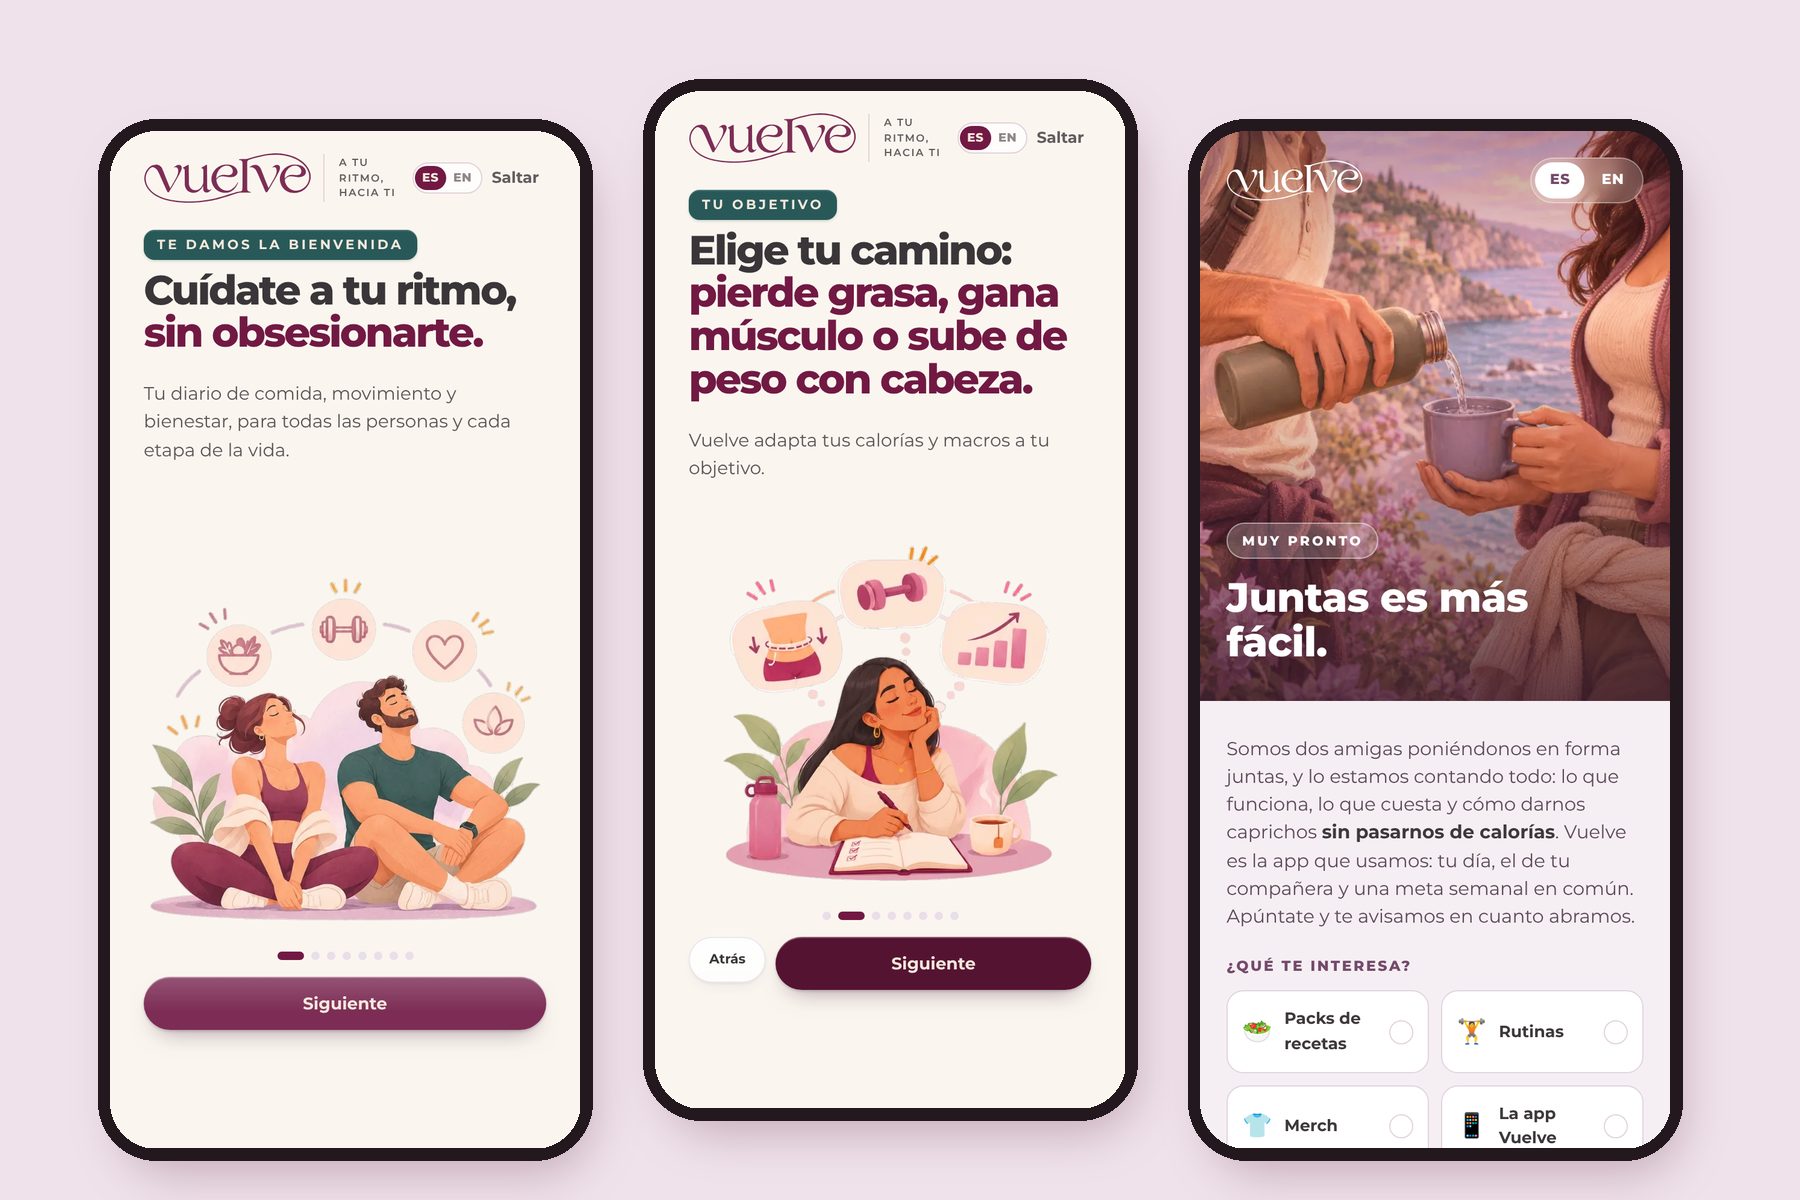 vuelve
A TU
RITMO,
HACIA TI
ES EN
Saltar
TE DAMOS LA BIENVENIDA
Cuídate a tu ritmo,
sin obsesionarte.
Tu diario de comida, movimiento y
bienestar, para todas las personas y cada
etapa de la vida.
Siguiente
vuelve
A TU
RITMO,
HACIA TI
ES EN
Saltar
TU OBJETIVO
Elige tu camino:
pierde grasa, gana
músculo o sube de
peso con cabeza.
Vuelve adapta tus calorías y macros a tu
objetivo.
Atrás
Siguiente
vuelve
ES EN
MUY PRONTO
Juntas es más
fácil.
Somos dos amigas poniéndonos en forma
juntas, y lo estamos contando todo: lo que
funciona, lo que cuesta y cómo darnos
caprichos sin pasarnos de calorías. Vuelve
es la app que usamos: tu día, el de tu
compañera y una meta semanal en común.
Apúntate y te avisamos en cuanto abramos.
¿QUÉ TE INTERESA?
Packs de
recetas
Rutinas
Merch
La app
Vuelve